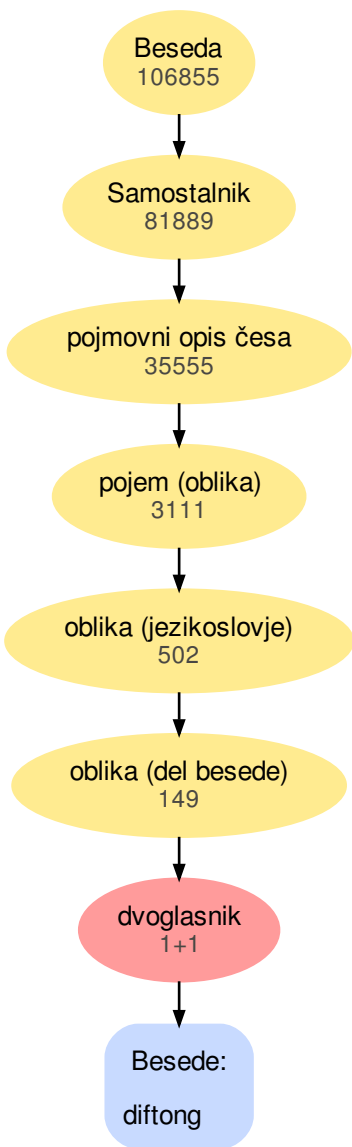 Beseda
106855
Samostalnik
81889
pojmovni opis česa
35555
pojem (oblika)
3111
oblika (jezikoslovje)
502
oblika (del besede)
149
dvoglasnik
1+1
Besede:
diftong